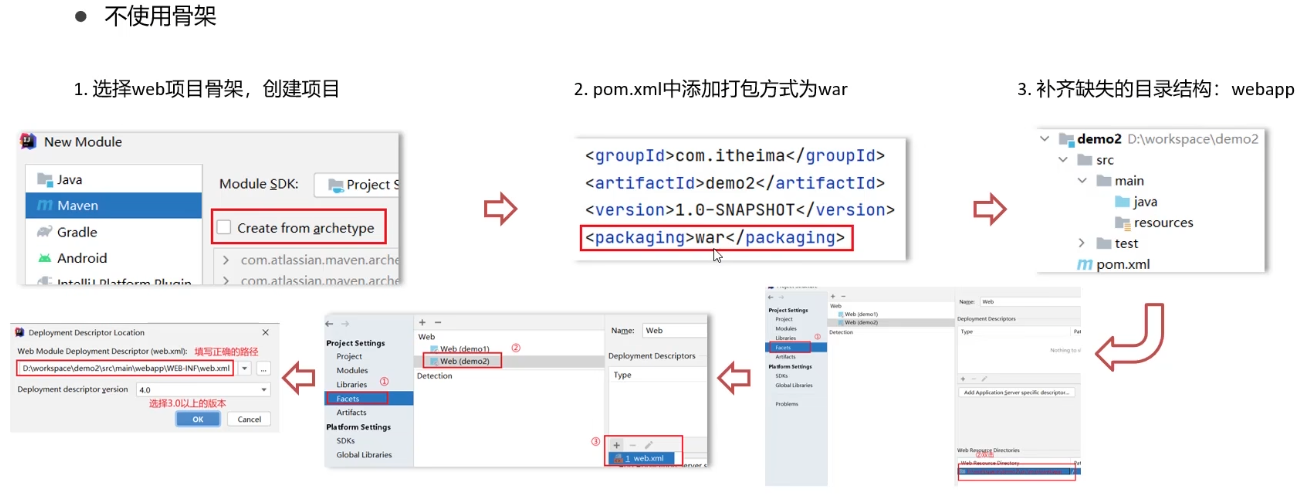 ● 不使用骨架
1. 选择web项目骨架，创建项目
2. pom.xml中添加打包方式为war
3. 补齐缺失的目录结构：webapp
New Module
Java
Maven
Gradle
Android
IntelliJ Platform Plugin
Module SDK:
Project S
Create from archetype
com.atlassian.maven.arche
com.atlassian.maven.arche
<groupId>com.itheima</groupId>
<artifactId>demo2</artifactId>
<version>1.0-SNAPSHOT</version>
<packaging>war</packaging>
demo2 D:\workspace\demo2
src
main
java
resources
test
pom.xml
Project Settings
Project
Modules
Libraries
①
Facets
Artifacts
Platform Settings
SDKs
Global Libraries
Problems
Web
Web (demo1)
Web (demo2)
Detection
Name: Web
Deployment Descriptors
Type
Nothing to s
Add Application Server specific descriptor...
Web Resource Directories
②双击
Web Resource Directory
Project Settings
Project
Modules
Libraries
①
Facets
Artifacts
Platform Settings
SDKs
Global Libraries
Web
Web (demo1)
②
Web (demo2)
Detection
Name: Web
Deployment Descriptors
Type
③
1 web.xml
Deployment Descriptor Location
Web Module Deployment Descriptor (web.xml): 填写正确的路径
D:\workspace\demo2\src\main\webapp\WEB-INF\web.xml
...
Deployment descriptor version 4.0
选择3.0以上的版本
OK
Cancel